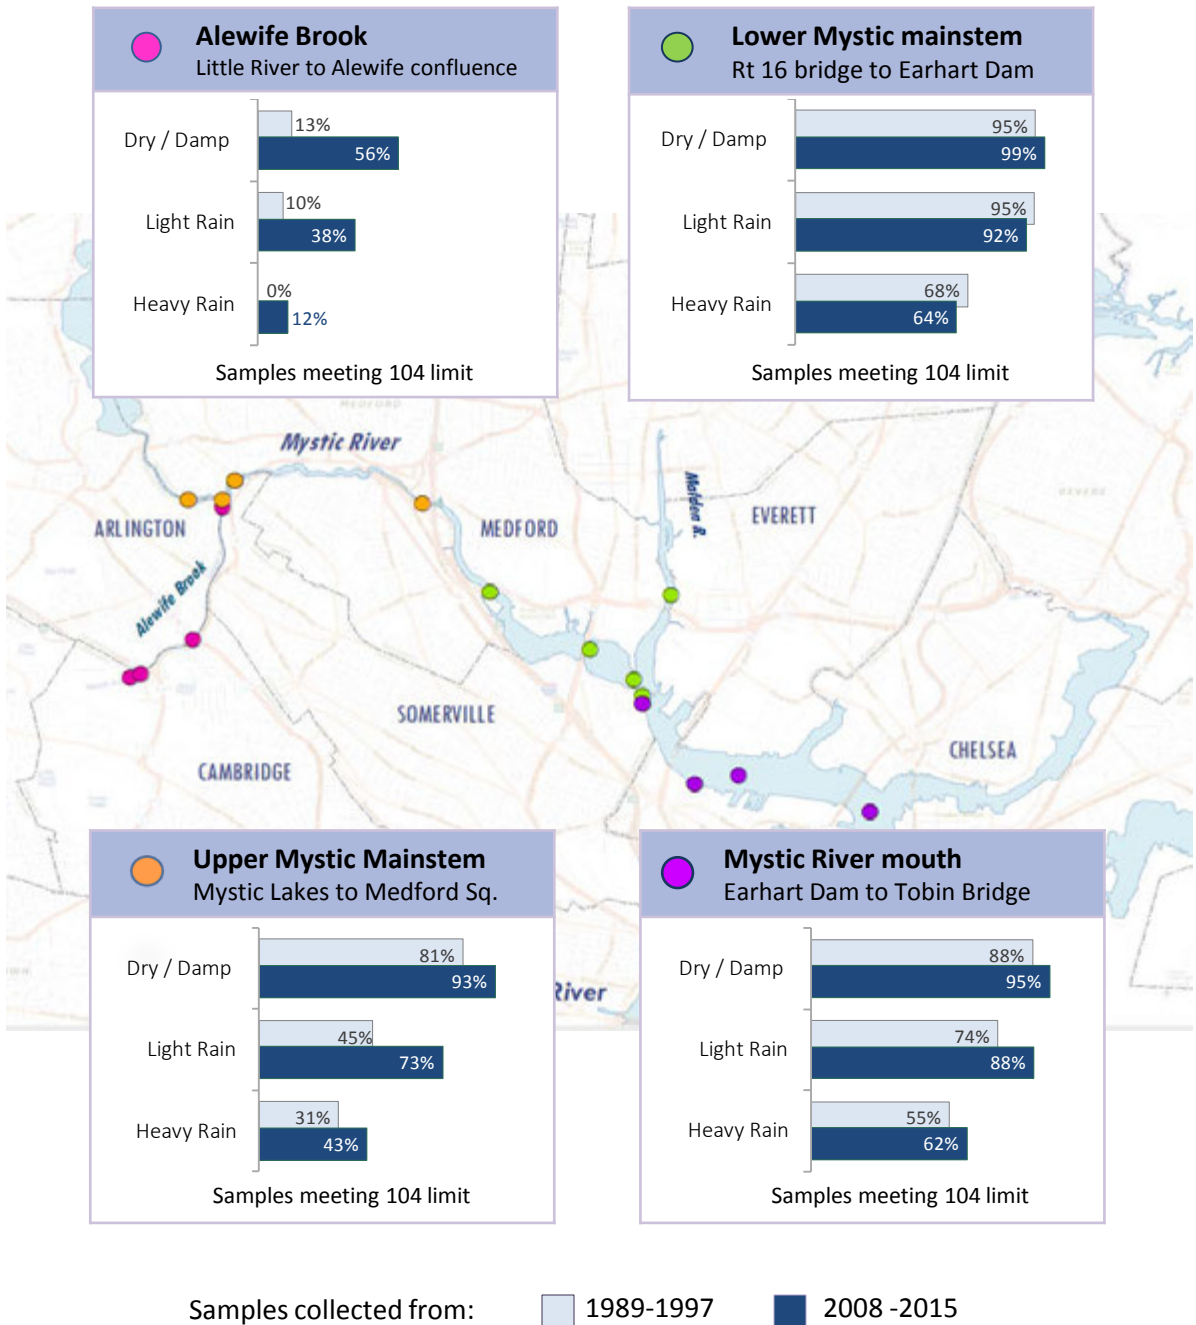 Alewife Brook
Little River to Alewife confluence
Dry / Damp
13%
56%
Light Rain
10%
38%
Heavy Rain
0%
12%
Samples meeting 104 limit
Lower Mystic mainstem
Rt 16 bridge to Earhart Dam
Dry / Damp
95%
99%
Light Rain
95%
92%
Heavy Rain
68%
64%
Samples meeting 104 limit
MEDFORD
Mystic River
Malden R.
ARLINGTON
MEDFORD
EVERETT
REVERE
Alewife Brook
SOMERVILLE
CAMBRIDGE
CHELSEA
Upper Mystic Mainstem
Mystic Lakes to Medford Sq.
Dry / Damp
81%
93%
Light Rain
45%
73%
Heavy Rain
31%
43%
Samples meeting 104 limit
River
Mystic River mouth
Earhart Dam to Tobin Bridge
Dry / Damp
88%
95%
Light Rain
74%
88%
Heavy Rain
55%
62%
Samples meeting 104 limit
Samples collected from:
1989-1997
2008 -2015